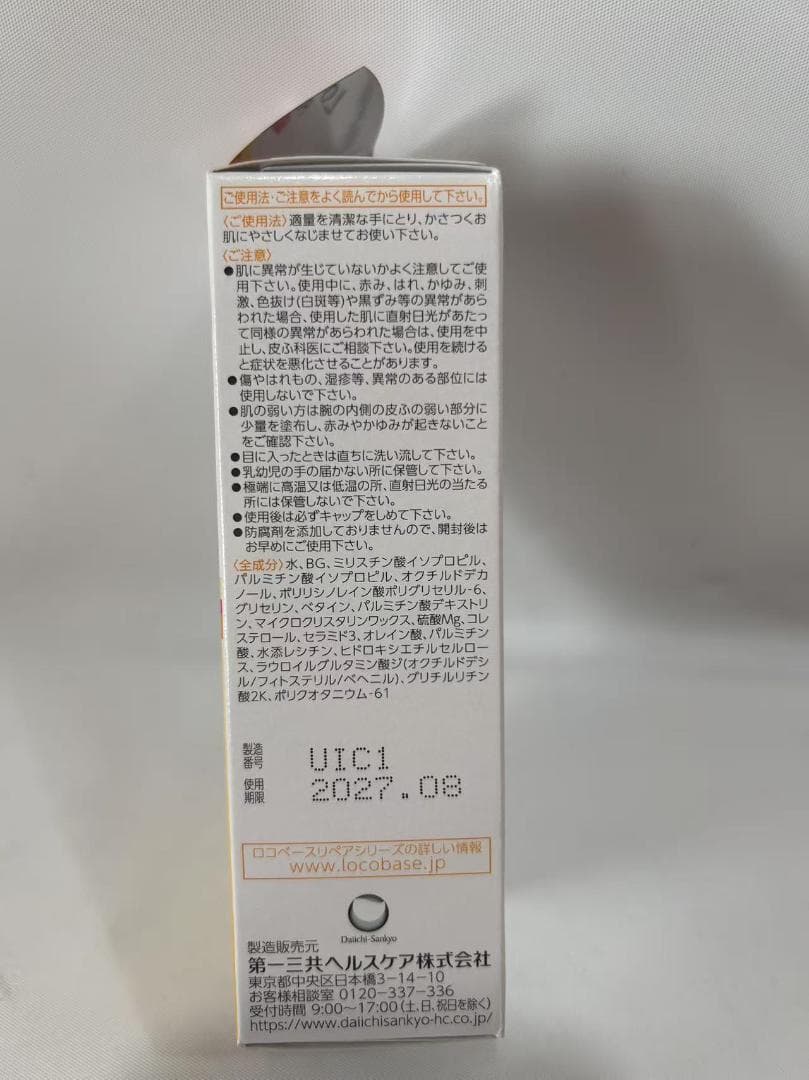 ご使用法・ご注意をよく読んでから使用して下さい。
〈ご使用法〉適量を清潔な手にとり、かさつくお
肌にやさしくなじませてお使い下さい。
〈ご注意〉
●肌に異常が生じていないかよく注意してご使
用下さい。使用中に、赤み、はれ、かゆみ、刺
激、色抜け(白斑等)や黒ずみ等の異常があら
われた場合、使用した肌に直射日光があたっ
て同様の異常があらわれた場合は、使用を中
止し、皮ふ科医にご相談下さい。使用を続ける
と症状を悪化させることがあります。
●傷やはれもの、湿疹等、異常のある部位には
使用しないで下さい。
●肌の弱い方は腕の内側の皮ふの弱い部分に
少量を塗布し、赤みやかゆみが起きないこと
をご確認下さい。
●目に入ったときは直ちに洗い流して下さい。
●乳幼児の手の届かない所に保管して下さい。
●極端に高温又は低温の所、直射日光の当たる
所には保管しないで下さい。
●使用後は必ずキャップをしめて下さい。
●防腐剤を添加しておりませんので、開封後は
お早めにご使用下さい。
〈全成分〉水、BG、ミリスチン酸イソプロピル、
パルミチン酸イソプロピル、オクチルドデカ
ノール、ポリリシノレイン酸ポリグリセリル-6、
グリセリン、ベタイン、パルミチン酸デキストリ
ン、マイクロクリスタリンワックス、硫酸Mg、コレ
ステロール、セラミド3、オレイン酸、パルミチン
酸、水添レシチン、ヒドロキシエチルセルロー
ス、ラウロイルグルタミン酸ジ(オクチルドデシ
ル/フィトステリル/ベヘニル)、グリチルリチン
酸2K、ポリクオタニウム-61
製造番号 UIC1
使用期限 2027.08
ロコベースリペアシリーズの詳しい情報
www.locobase.jp
Daiichi-Sankyo
製造販売元
第一三共ヘルスケア株式会社
東京都中央区日本橋3-14-10
お客様相談室 0120-337-336
受付時間 9:00〜17:00(土、日、祝日を除く)
https://www.daiichisankyo-hc.co.jp/